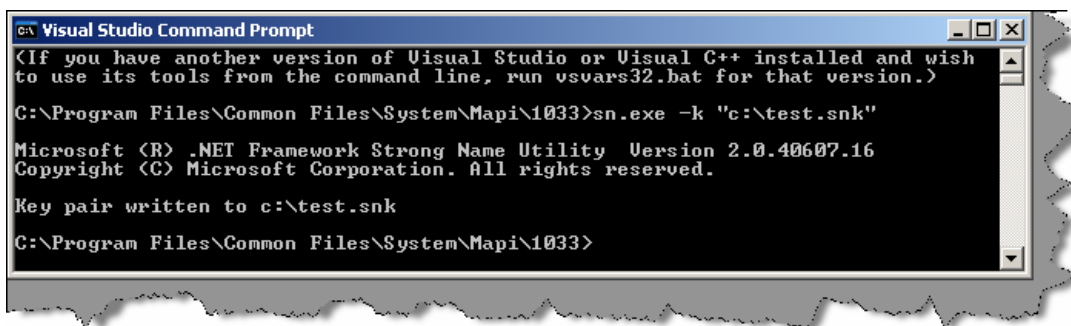 C:\ Visual Studio Command Prompt
(If you have another version of Visual Studio or Visual C++ installed and wish
to use its tools from the command line, run vsvars32.bat for that version.)
C:\Program Files\Common Files\System\Mapi\1033>sn.exe -k "c:\test.snk"
Microsoft (R) .NET Framework Strong Name Utility  Version 2.0.40607.16
Copyright (C) Microsoft Corporation. All rights reserved.
Key pair written to c:\test.snk
C:\Program Files\Common Files\System\Mapi\1033>